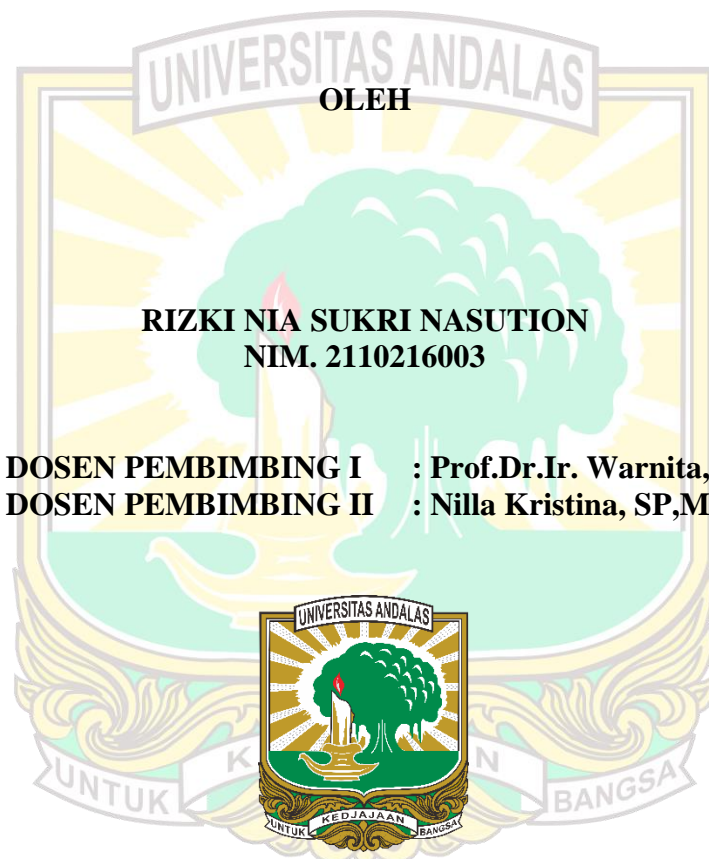 UNIVERSITAS ANDALAS
OLEH
RIZKI NIA SUKRI NASUTION
NIM. 2110216003
DOSEN PEMBIMBING I : Prof.Dr.Ir. Warnita,
DOSEN PEMBIMBING II : Nilla Kristina, SP,M
UNIVERSITAS ANDALAS
UNTUK KEDJAJAAN BANGSA
UNTUK K N BANGSA